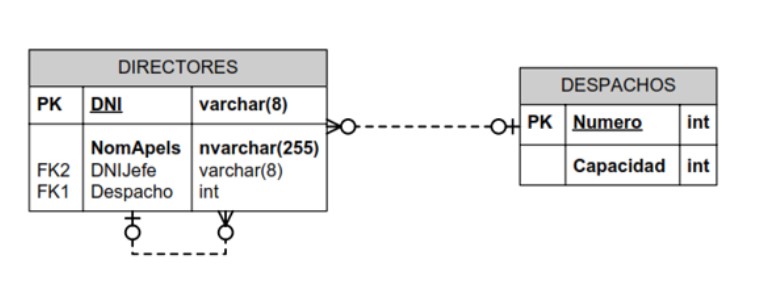 DIRECTORES
PK DNI varchar(8)
NomApels nvarchar(255)
FK2 DNIJefe varchar(8)
FK1 Despacho int
DESPACHOS
PK Numero int
Capacidad int